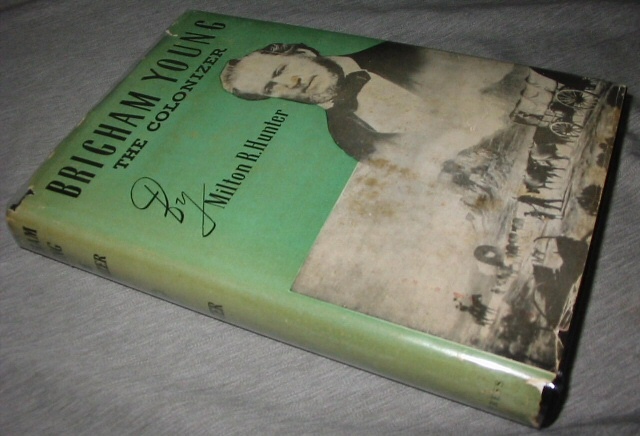 BRIGHAM YOUNG
THE COLONIZER
By
Milton R. Hunter